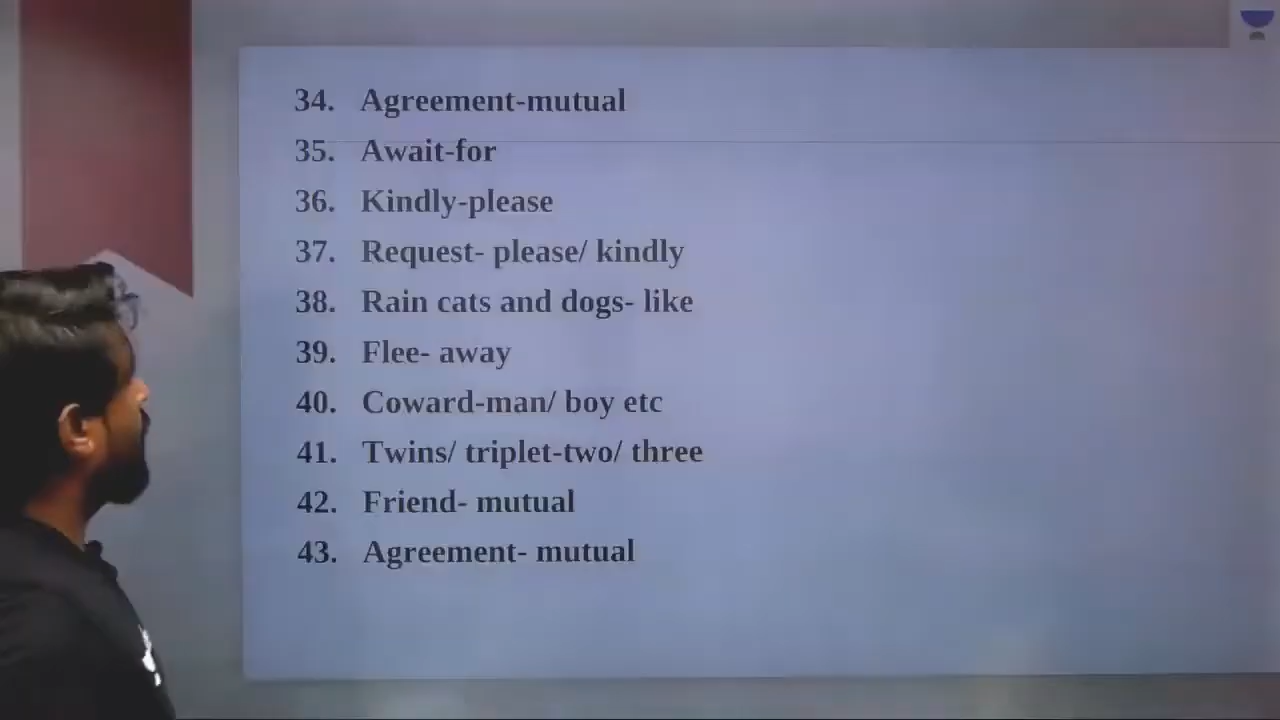 34. Agreement-mutual
35. Await-for
36. Kindly-please
37. Request- please/ kindly
38. Rain cats and dogs- like
39. Flee- away
40. Coward-man/ boy etc
41. Twins/ triplet-two/ three
42. Friend- mutual
43. Agreement- mutual